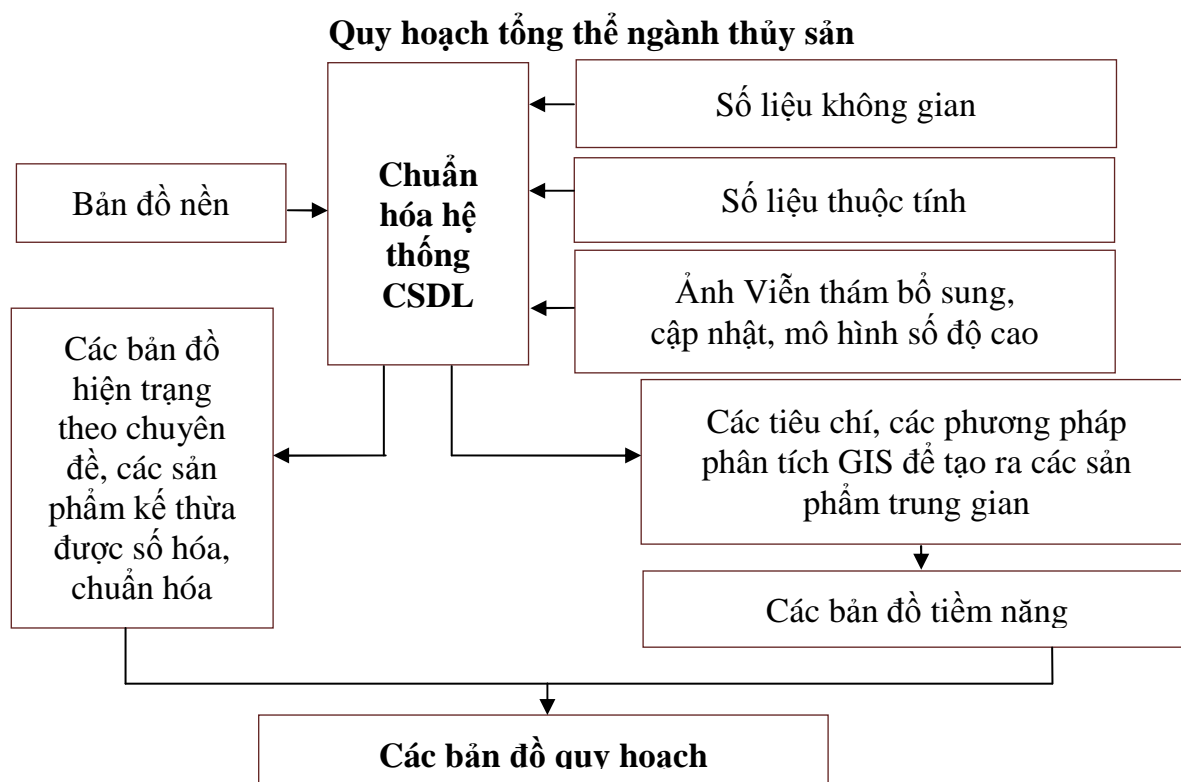 Quy hoạch tổng thể ngành thủy sản
Số liệu không gian
Bản đồ nền
Chuẩn
hóa hệ
thống
CSDL
Số liệu thuộc tính
Ảnh Viễn thám bổ sung,
cập nhật, mô hình số độ cao
Các bản đồ
hiện trạng
theo chuyên
đề, các sản
phẩm kế thừa
được số hóa,
chuẩn hóa
Các tiêu chí, các phương pháp
phân tích GIS để tạo ra các sản
phẩm trung gian
Các bản đồ tiềm năng
Các bản đồ quy hoạch